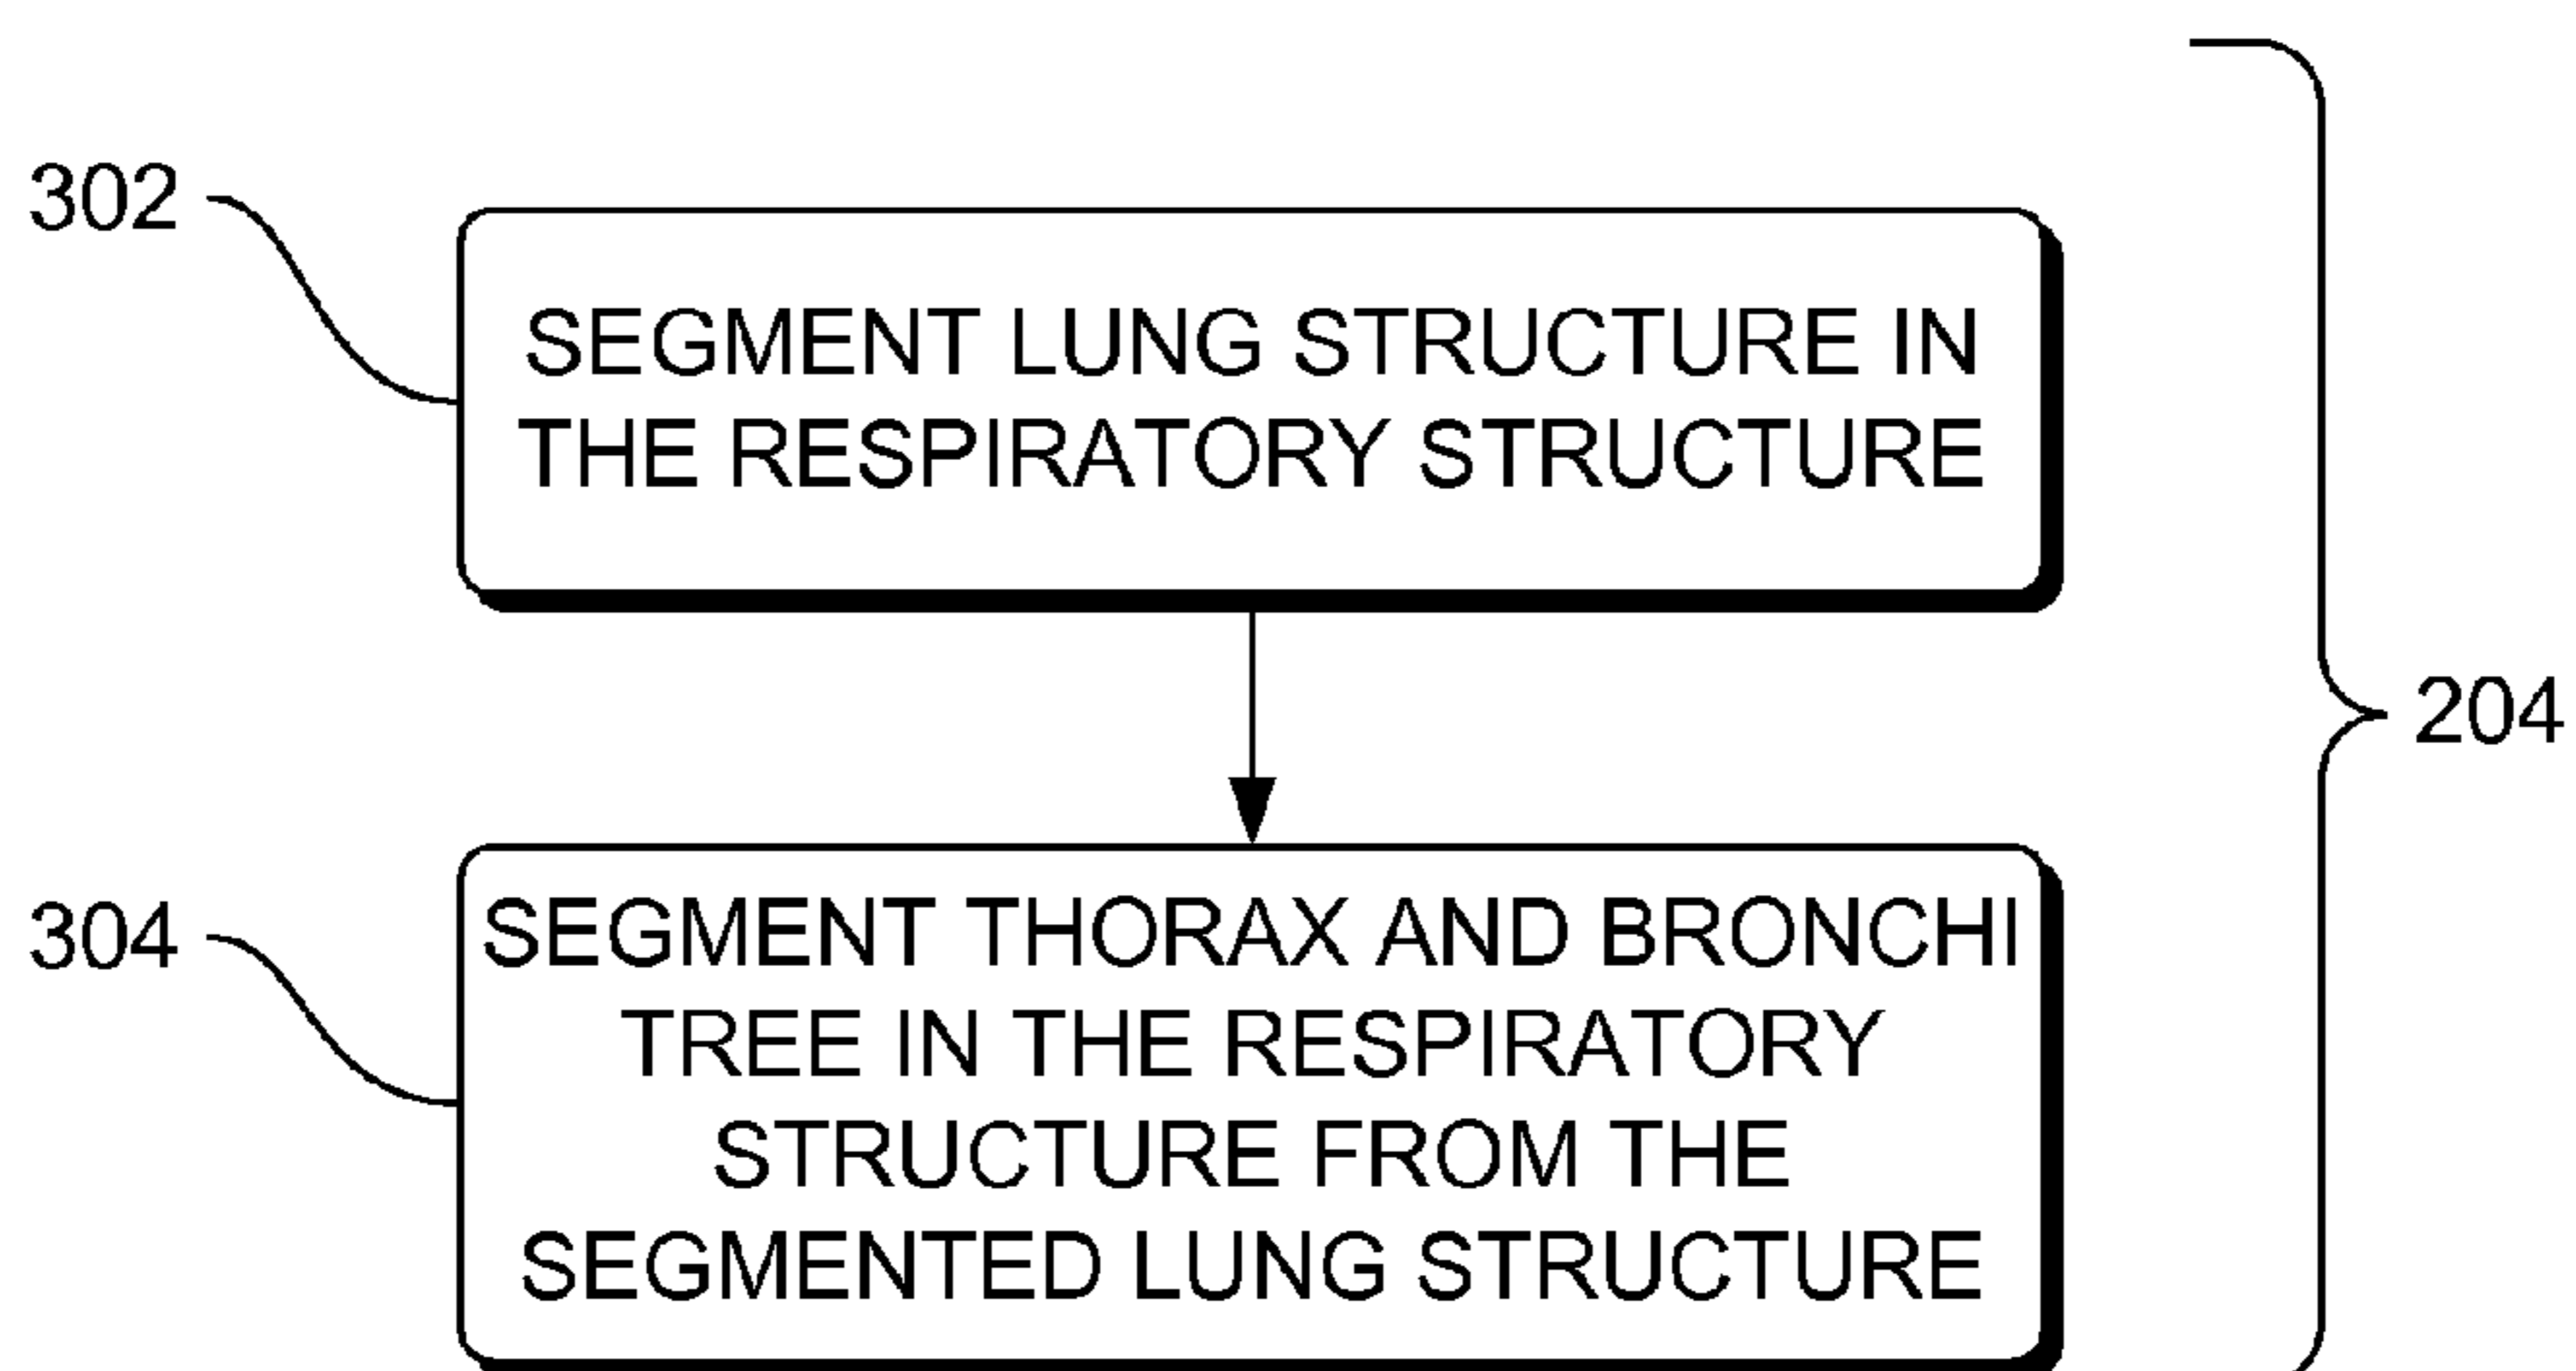 302
SEGMENT LUNG STRUCTURE IN
THE RESPIRATORY STRUCTURE
204
304
SEGMENT THORAX AND BRONCHI
TREE IN THE RESPIRATORY
STRUCTURE FROM THE
SEGMENTED LUNG STRUCTURE